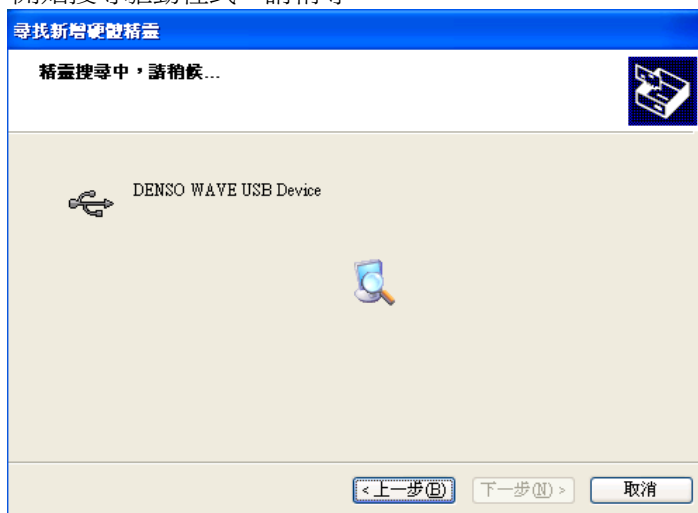 尋找新增硬體精靈
精靈搜尋中，請稍候...
DENSO WAVE USB Device
<上一步(B)
下一步(N) >
取消